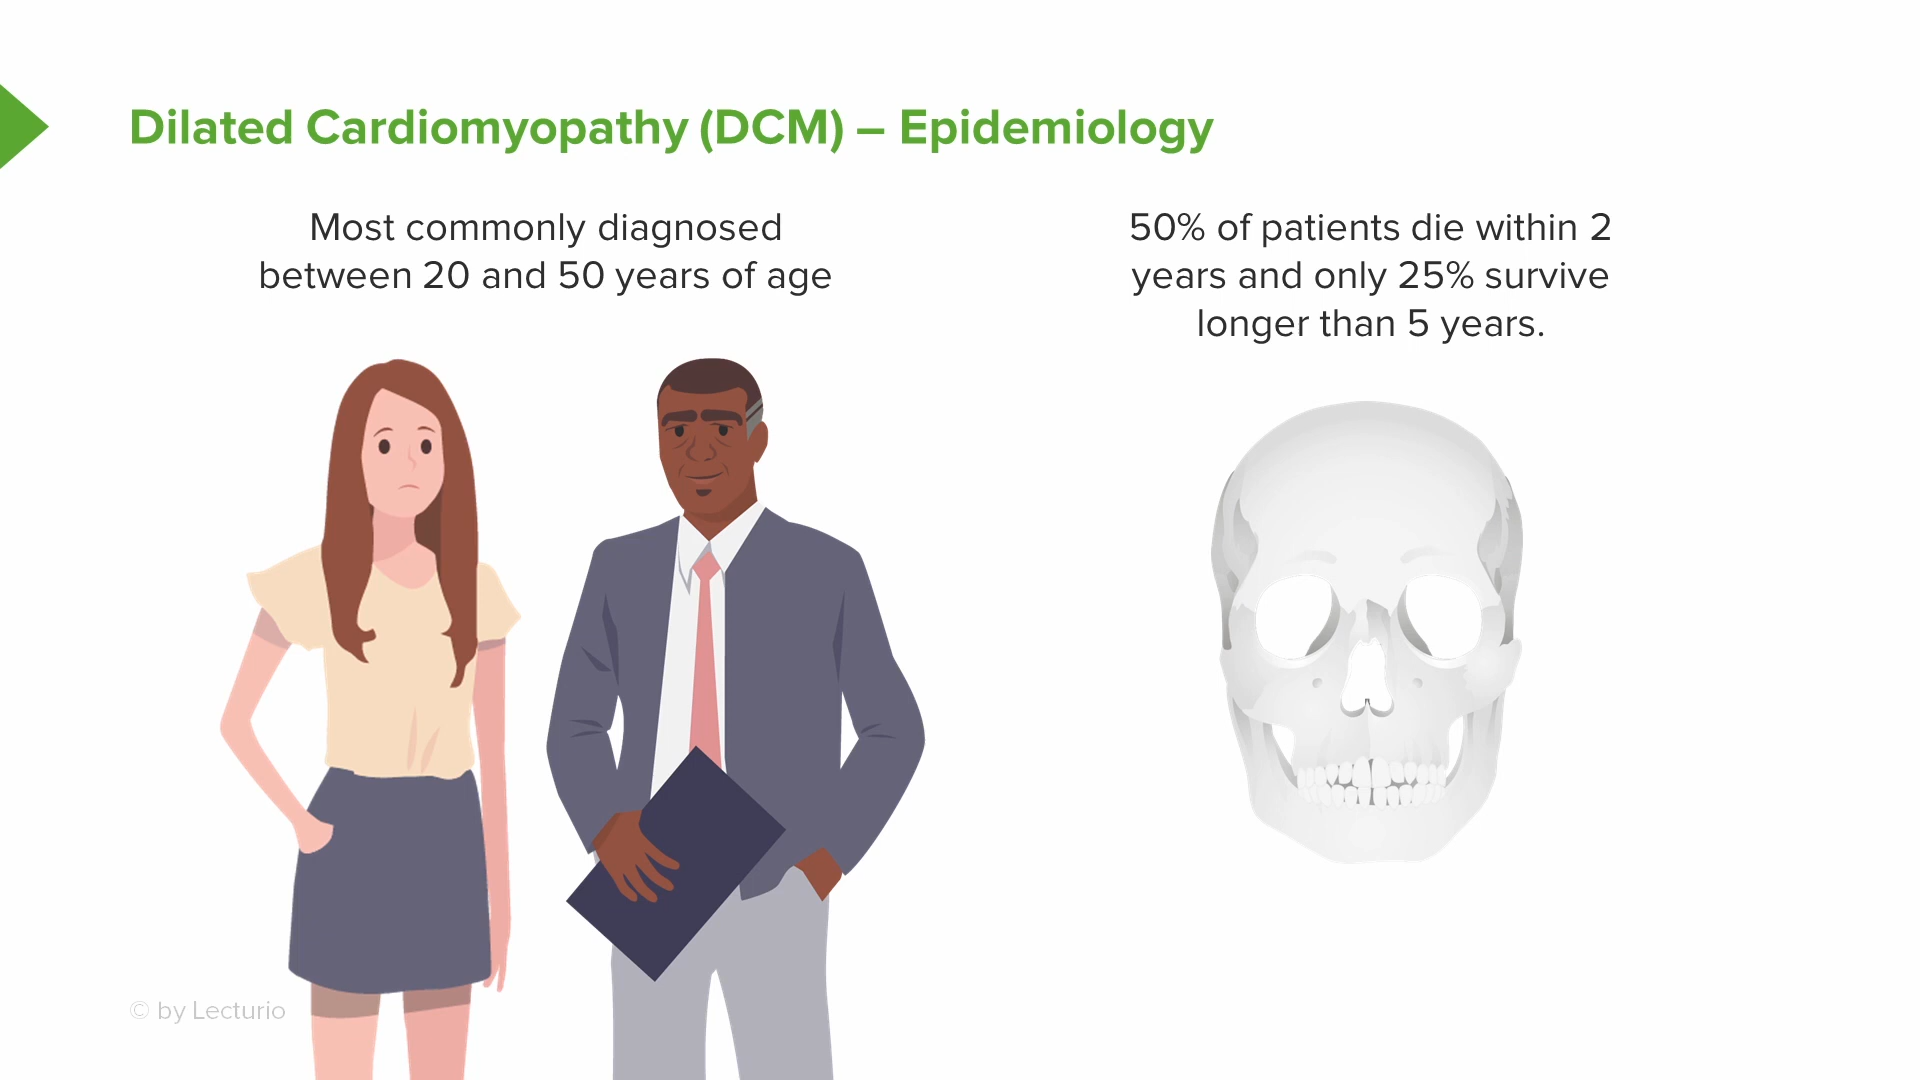 Dilated Cardiomyopathy (DCM) – Epidemiology
Most commonly diagnosed
between 20 and 50 years of age
50% of patients die within 2
years and only 25% survive
longer than 5 years.
© by Lecturio